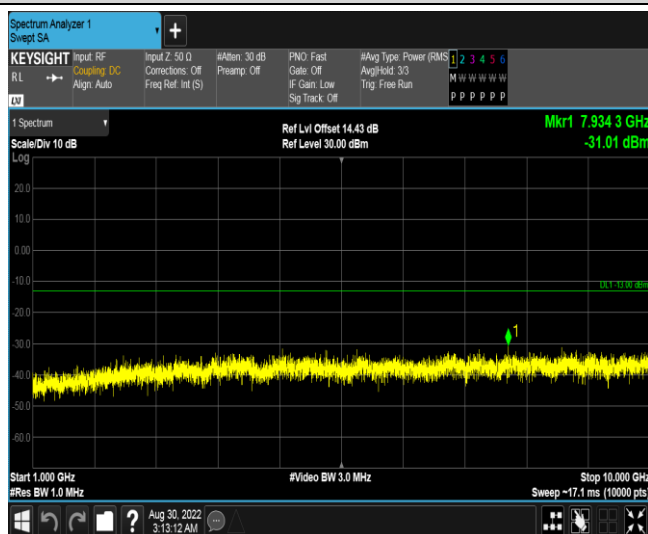 Spectrum Analyzer 1
Swept SA
KEYSIGHT
RL
LXI
Input: RF
Coupling: DC
Align: Auto
Input Z: 50 Ω
Corrections: Off
Freq Ref: Int (S)
#Atten: 30 dB
Preamp: Off
PNO: Fast
Gate: Off
IF Gain: Low
Sig Track: Off
#Avg Type: Power (RMS
Avg|Hold: 3/3
Trig: Free Run
1 2 3 4 5 6
M W W W W W
P P P P P P
1 Spectrum
Scale/Div 10 dB
Log
Ref Lvl Offset 14.43 dB
Ref Level 30.00 dBm
Mkr1 7.934 3 GHz
-31.01 dBm
20.0
10.0
0.00
-10.0
DL1 -13.00 dBm
-20.0
-30.0
1
-40.0
-50.0
-60.0
Start 1.000 GHz
#Res BW 1.0 MHz
#Video BW 3.0 MHz
Stop 10.000 GHz
Sweep ~17.1 ms (10000 pts)
?
Aug 30, 2022
3:13:12 AM